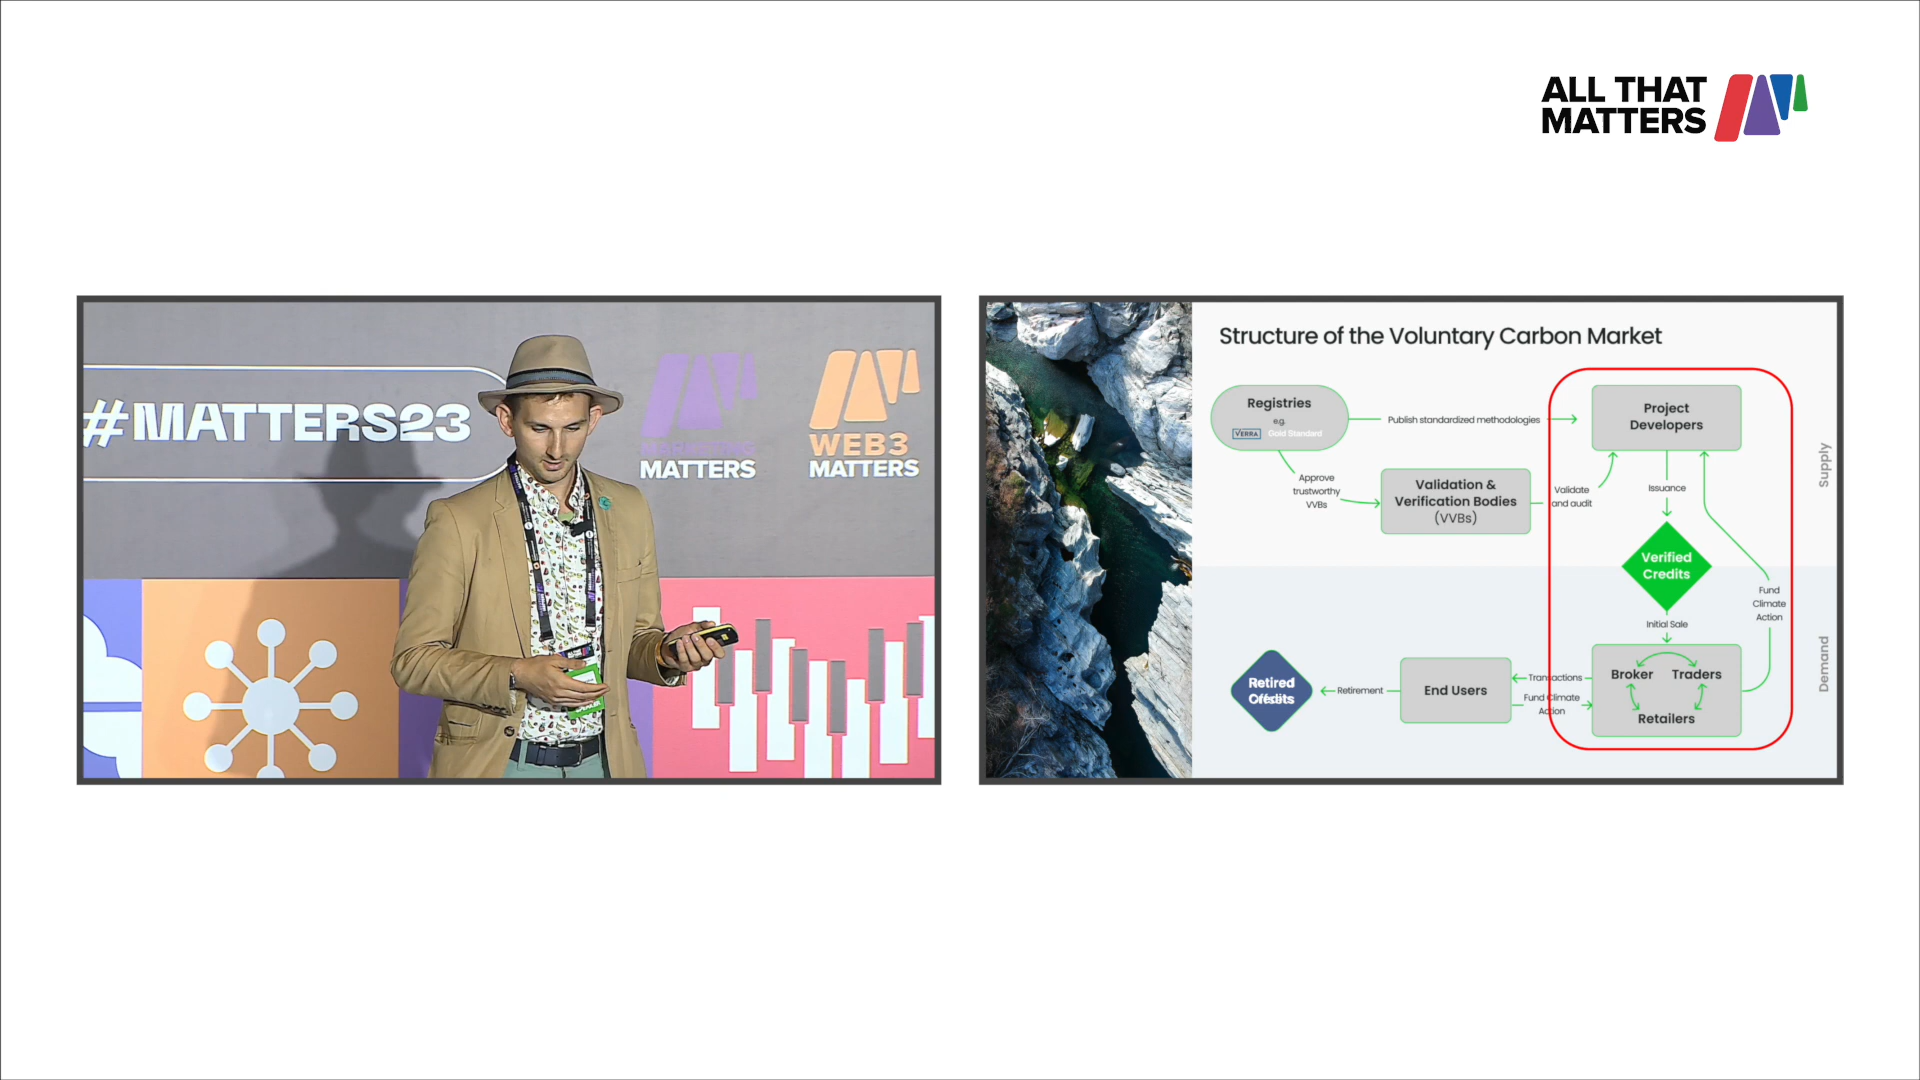 ALL THAT
MATTERS
#MATTERS23
MARKETING
MATTERS
WEB3
MATTERS
Structure of the Voluntary Carbon Market
Registries
e.g.
VERRA Gold Standard
Publish standardized methodologies
Project
Developers
Approve
trustworthy
VVBs
Validation &
Verification Bodies
(VVBs)
Validate
and audit
Issuance
Supply
Verified
Credits
Fund
Climate
Action
Initial Sale
Demand
Retired
Credits
Retirement
End Users
Transactions
Fund Climate
Action
Broker Traders
Retailers